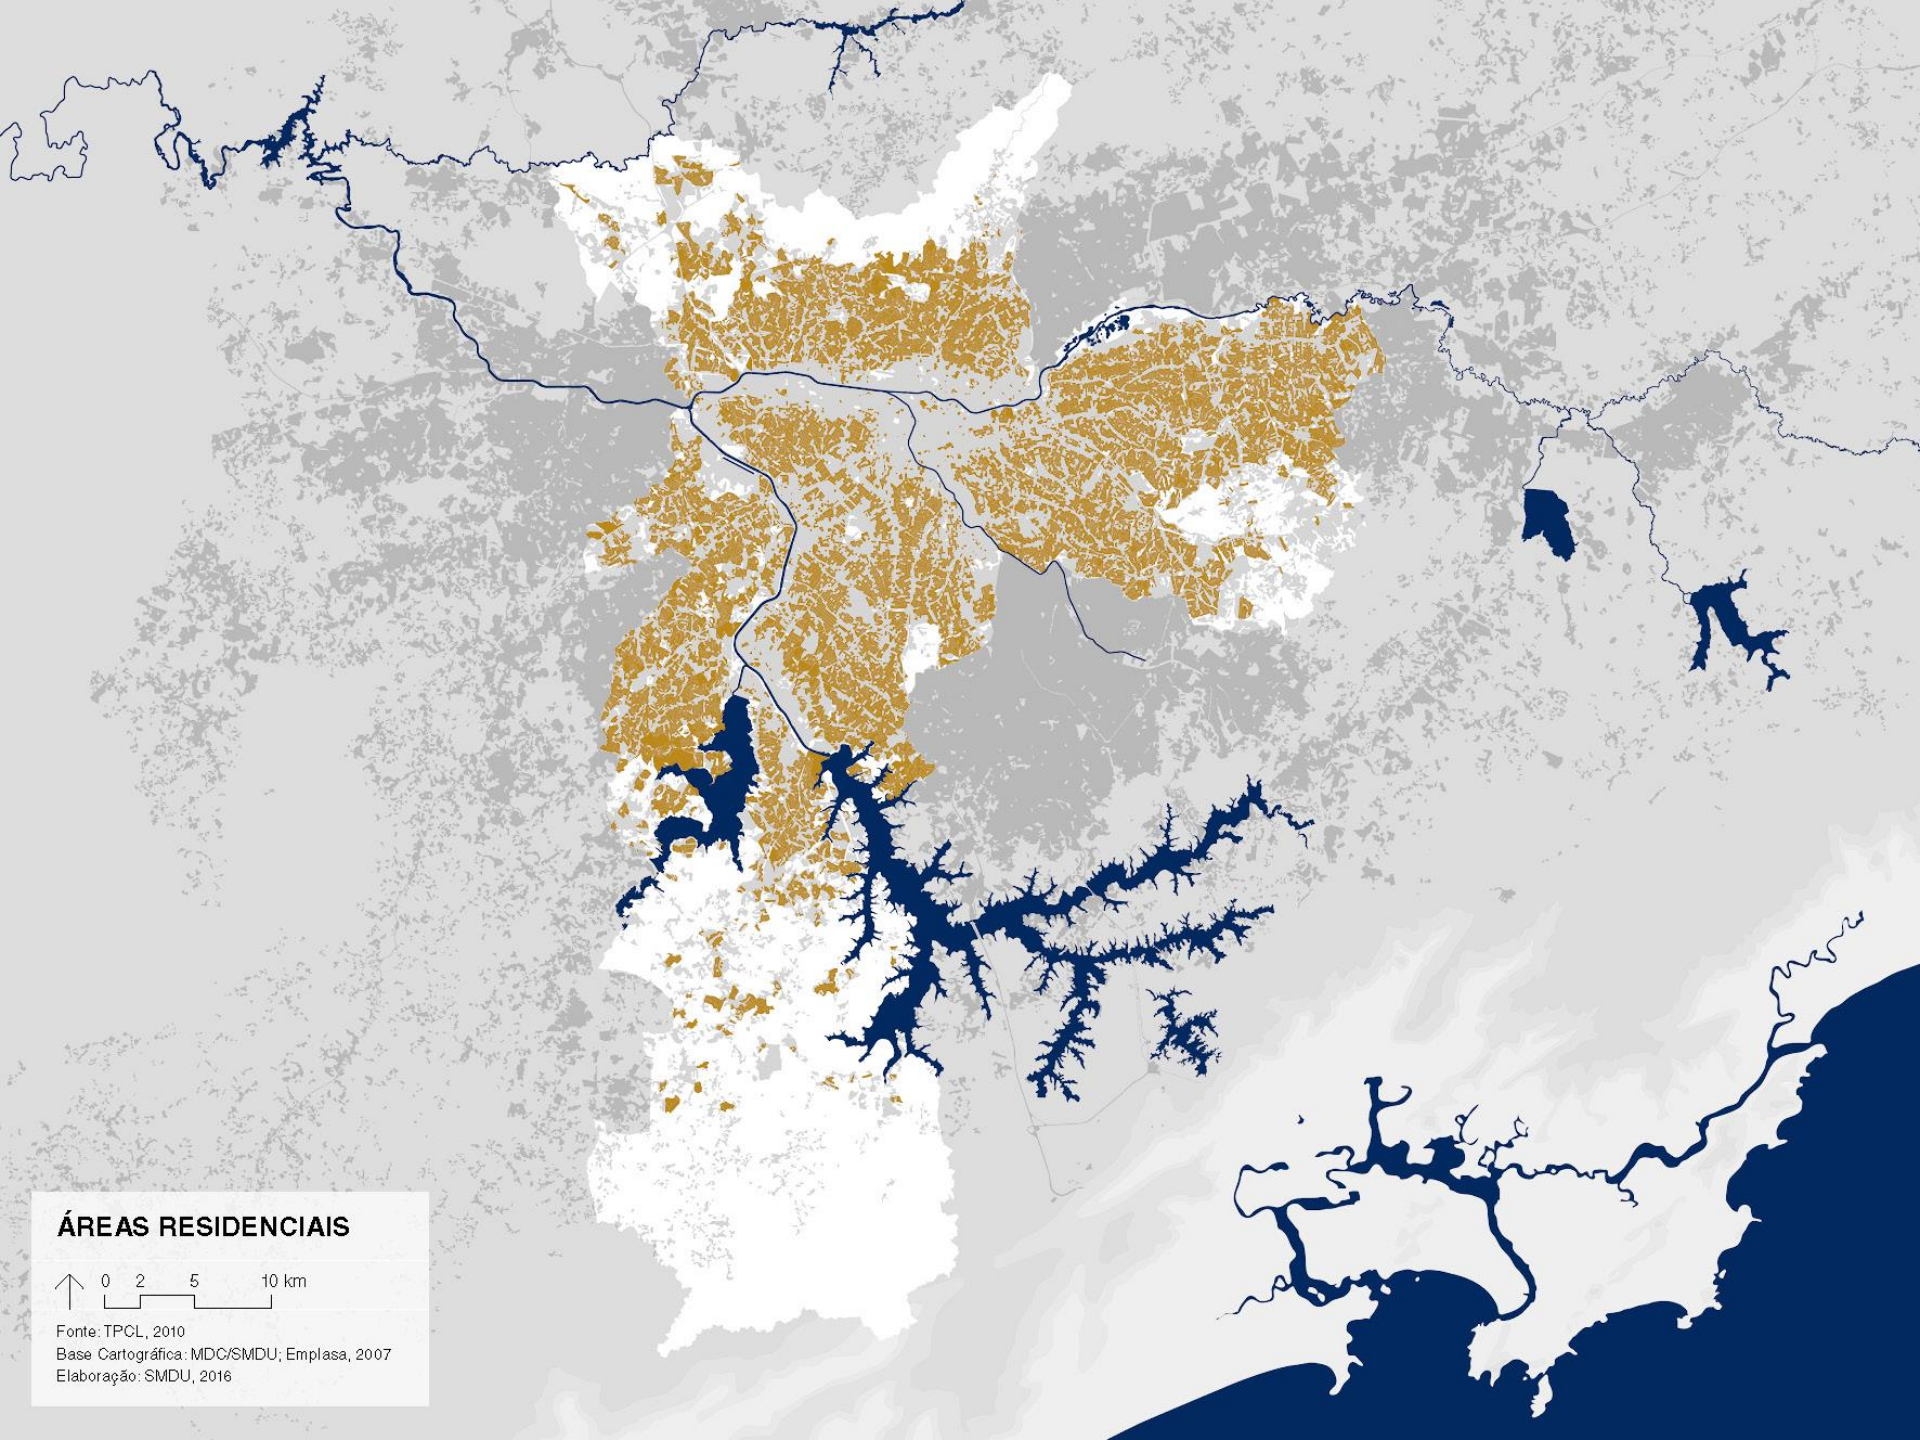 ÁREAS RESIDENCIAIS
0 2 5 10 km
Fonte: TPCL, 2010
Base Cartográfica: MDC/SMDU; Emplasa, 2007
Elaboração: SMDU, 2016